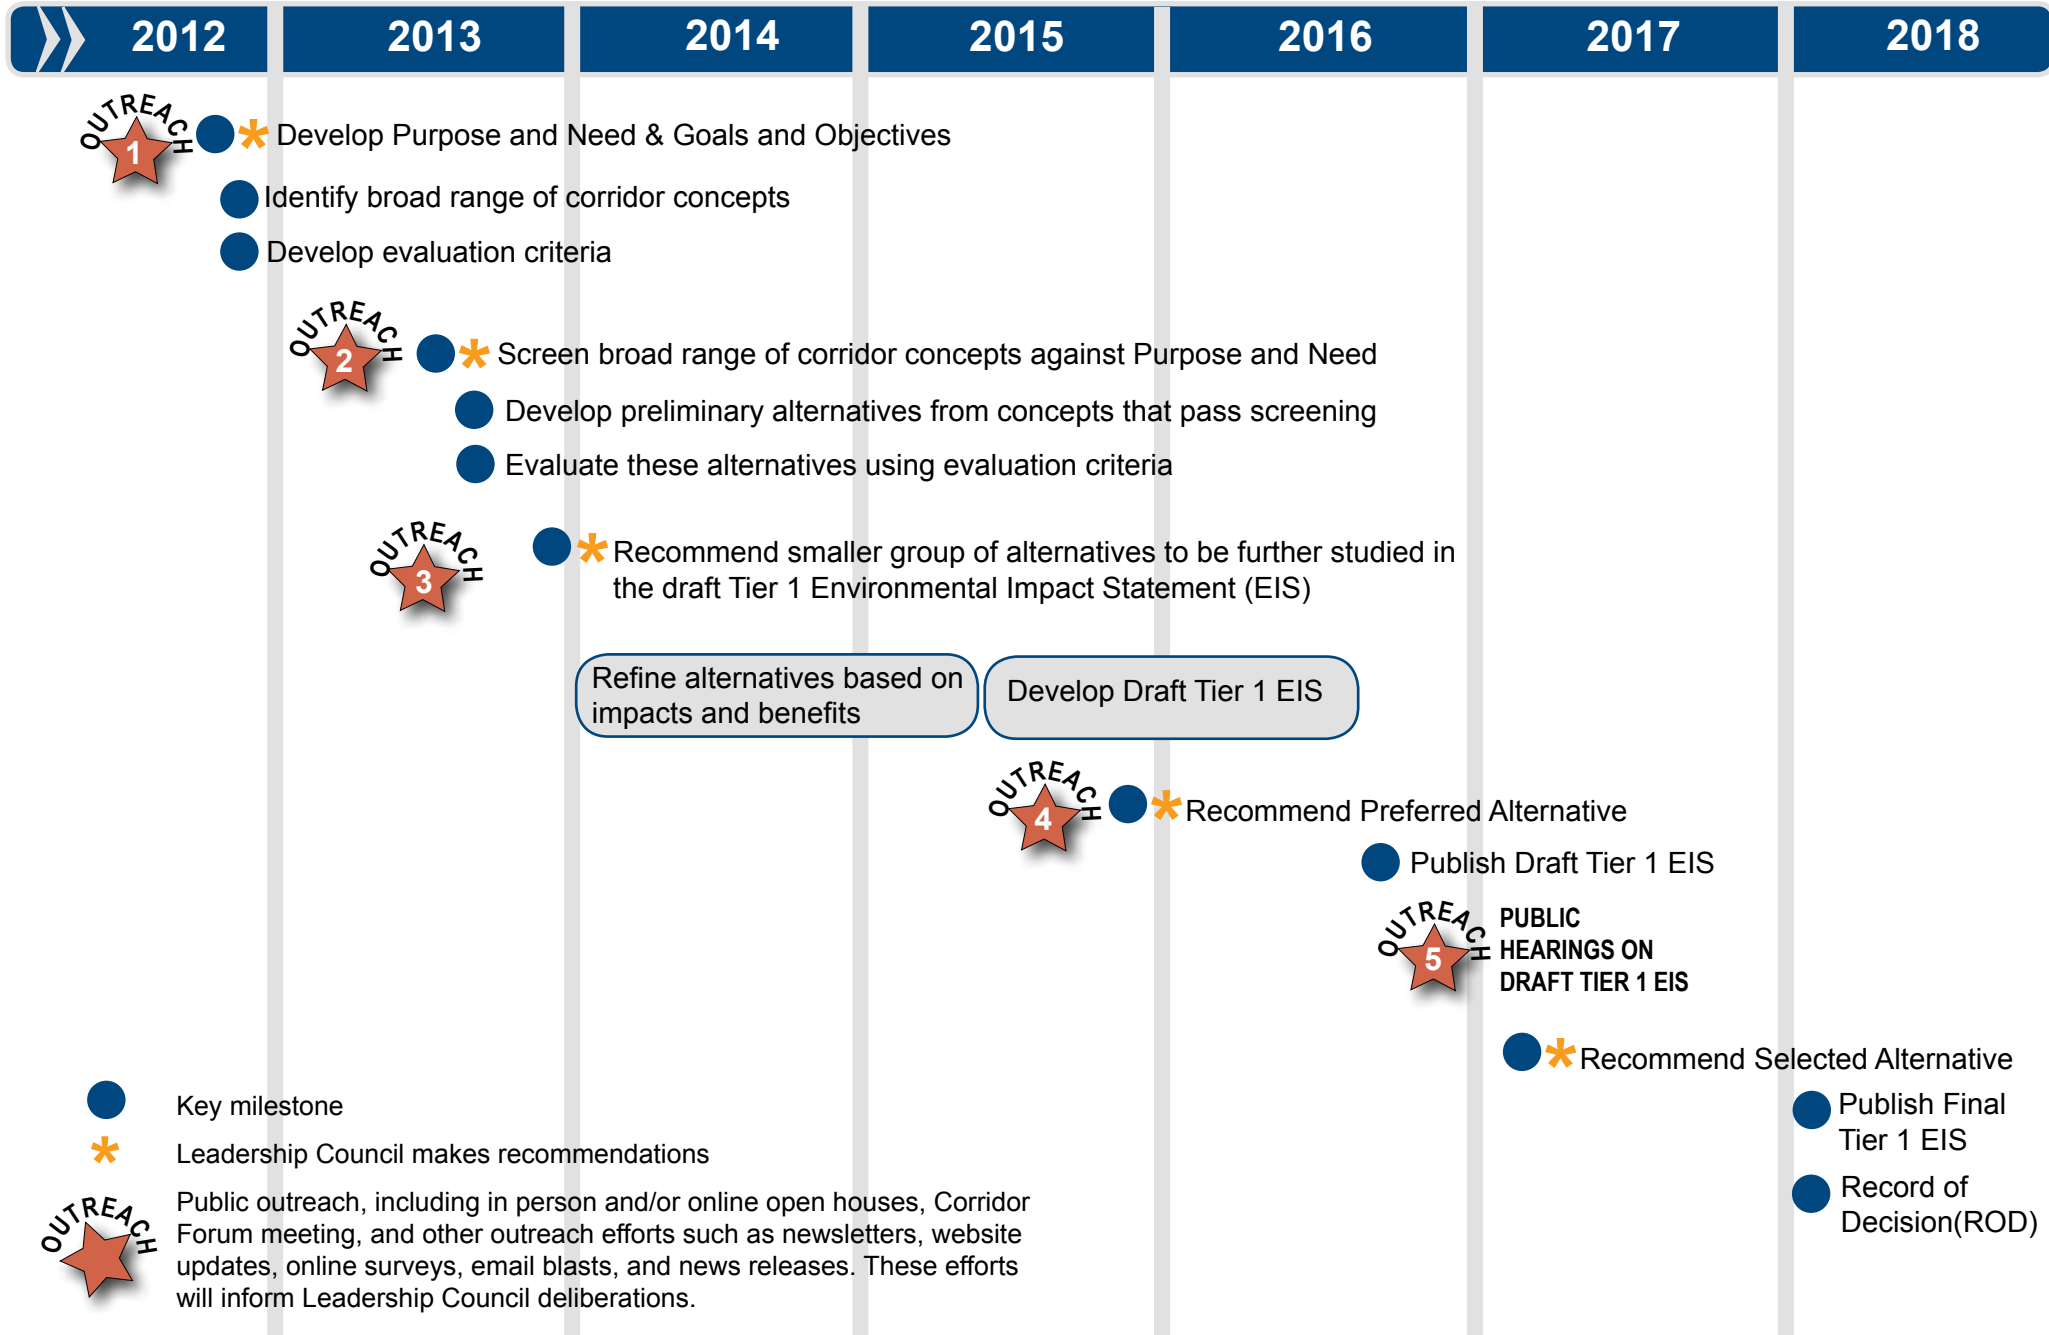 2012 2013 2014 2015 2016 2017 2018
OUTREACH
1
Develop Purpose and Need & Goals and Objectives
Identify broad range of corridor concepts
Develop evaluation criteria
OUTREACH
2
Screen broad range of corridor concepts against Purpose and Need
Develop preliminary alternatives from concepts that pass screening
Evaluate these alternatives using evaluation criteria
OUTREACH
3
Recommend smaller group of alternatives to be further studied in
the draft Tier 1 Environmental Impact Statement (EIS)
Refine alternatives based on
impacts and benefits
Develop Draft Tier 1 EIS
OUTREACH
4
Recommend Preferred Alternative
Publish Draft Tier 1 EIS
OUTREACH
5
PUBLIC
HEARINGS ON
DRAFT TIER 1 EIS
Recommend Selected Alternative
Publish Final
Tier 1 EIS
Record of
Decision(ROD)
Key milestone
Leadership Council makes recommendations
OUTREACH
Public outreach, including in person and/or online open houses, Corridor
Forum meeting, and other outreach efforts such as newsletters, website
updates, online surveys, email blasts, and news releases. These efforts
will inform Leadership Council deliberations.